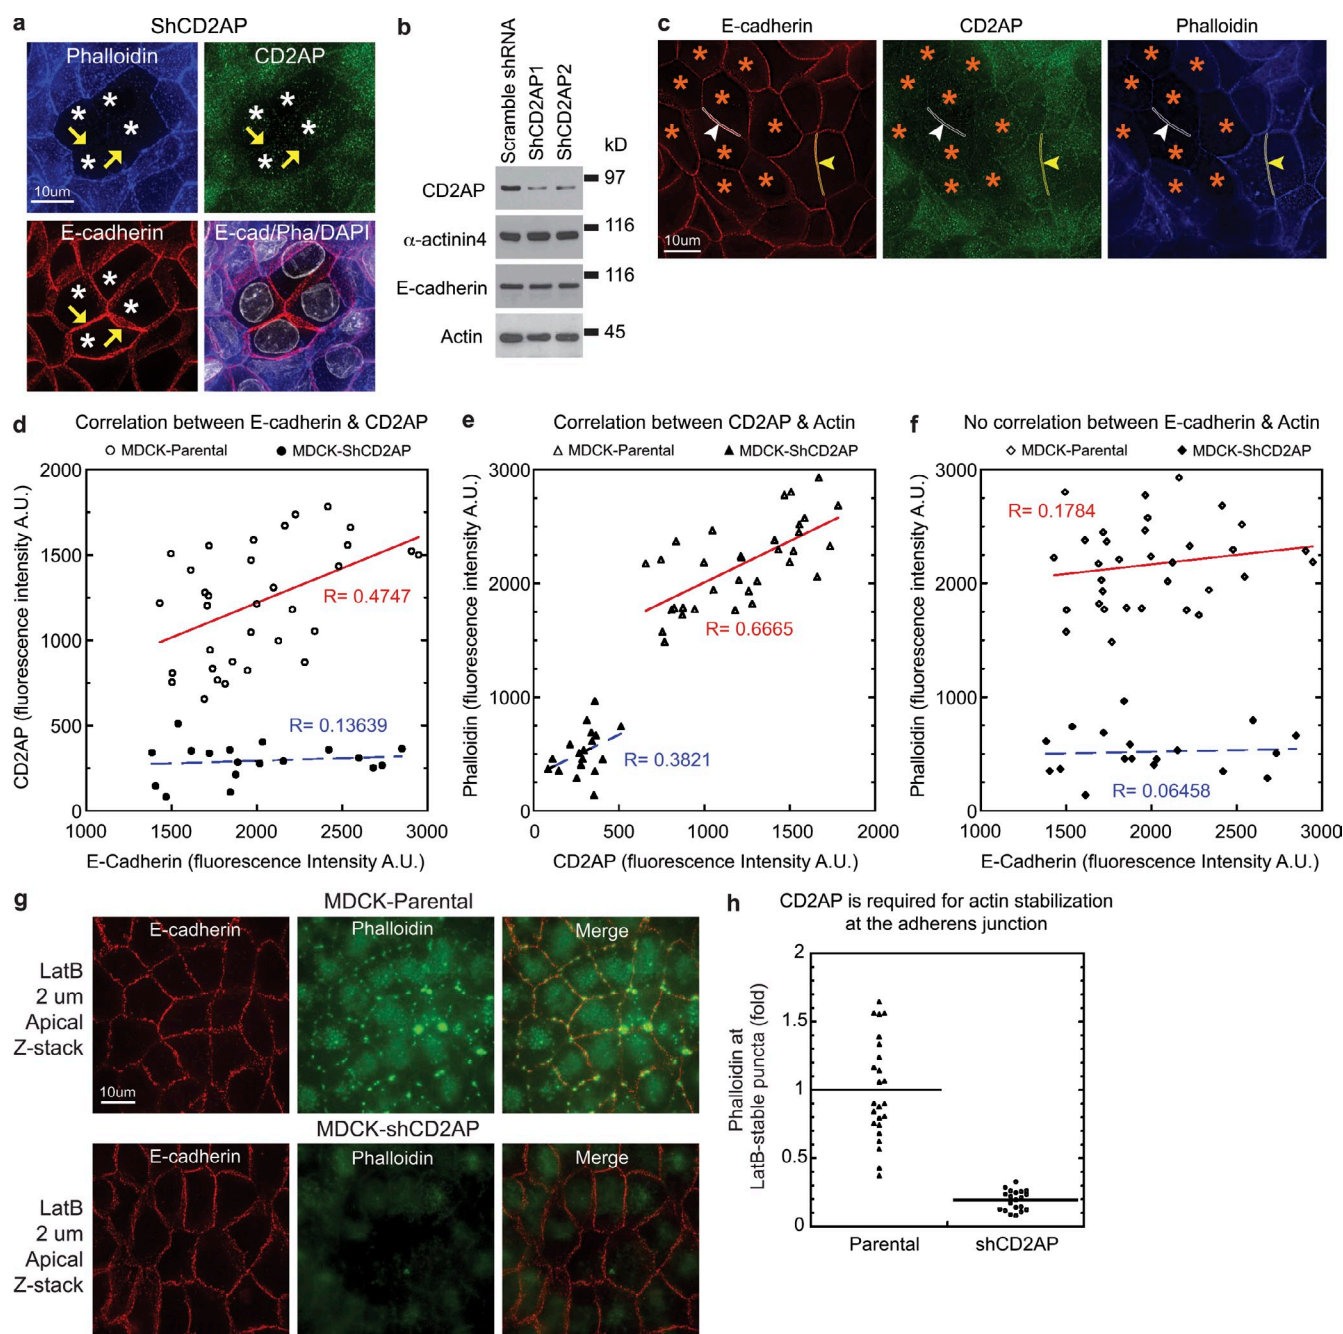 a
ShCD2AP
Phalloidin
CD2AP
* * * *
* * * *
10um
E-cadherin
E-cad/Pha/DAPI
* * * *
b
Scramble shRNA
ShCD2AP1
ShCD2AP2
kD
CD2AP
97
α-actinin4
116
E-cadherin
116
Actin
45
c
E-cadherin
CD2AP
Phalloidin
10um
d
Correlation between E-cadherin & CD2AP
MDCK-Parental
MDCK-ShCD2AP
CD2AP (fluorescence intensity A.U.)
2000
1500
1000
500
0
R= 0.4747
R= 0.13639
1000
1500
2000
2500
3000
E-Cadherin (fluorescence Intensity A.U.)
e
Correlation between CD2AP & Actin
MDCK-Parental
MDCK-ShCD2AP
Phalloidin (fluorescence intensity A.U.)
3000
2000
1000
0
R= 0.6665
R= 0.3821
0
500
1000
1500
2000
CD2AP (fluorescence Intensity A.U.)
f
No correlation between E-cadherin & Actin
MDCK-Parental
MDCK-ShCD2AP
Phalloidin (fluorescence intensity A.U.)
3000
2000
1000
0
R= 0.1784
R= 0.06458
1000
1500
2000
2500
3000
E-Cadherin (fluorescence Intensity A.U.)
g
MDCK-Parental
E-cadherin
Phalloidin
Merge
LatB
2 um
Apical
Z-stack
10um
MDCK-shCD2AP
E-cadherin
Phalloidin
Merge
LatB
2 um
Apical
Z-stack
h
CD2AP is required for actin stabilization
at the adherens junction
Phalloidin at
LatB-stable puncta (fold)
2
1.5
1
0.5
0
Parental
shCD2AP